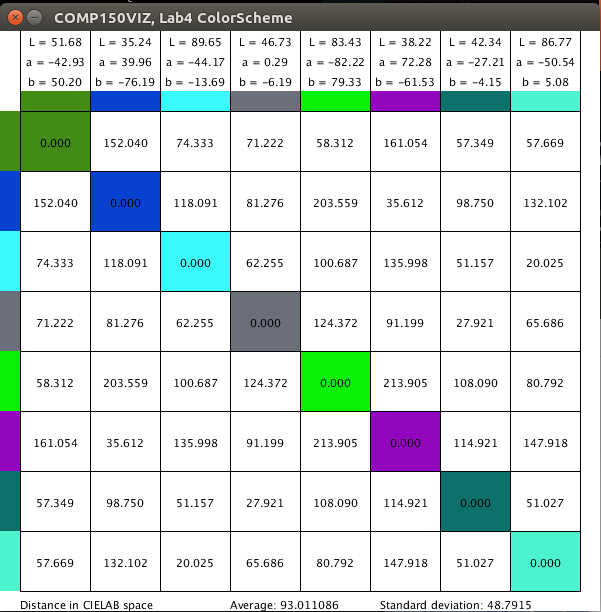 COMP150VIZ, Lab4 ColorScheme
L = 51.68 L = 35.24 L = 89.65 L = 46.73 L = 83.43 L = 38.22 L = 42.34 L = 86.77
a = -42.93 a = 39.96 a = -44.17 a = 0.29 a = -82.22 a = 72.28 a = -27.21 a = -50.54
b = 50.20 b = -76.19 b = -13.69 b = -6.19 b = 79.33 b = -61.53 b = -4.15 b = 5.08
0.000 152.040 74.333 71.222 58.312 161.054 57.349 57.669
152.040 0.000 118.091 81.276 203.559 35.612 98.750 132.102
74.333 118.091 0.000 62.255 100.687 135.998 51.157 20.025
71.222 81.276 62.255 0.000 124.372 91.199 27.921 65.686
58.312 203.559 100.687 124.372 0.000 213.905 108.090 80.792
161.054 35.612 135.998 91.199 213.905 0.000 114.921 147.918
57.349 98.750 51.157 27.921 108.090 114.921 0.000 51.027
57.669 132.102 20.025 65.686 80.792 147.918 51.027 0.000
Distance in CIELAB space Average: 93.011086 Standard deviation: 48.7915